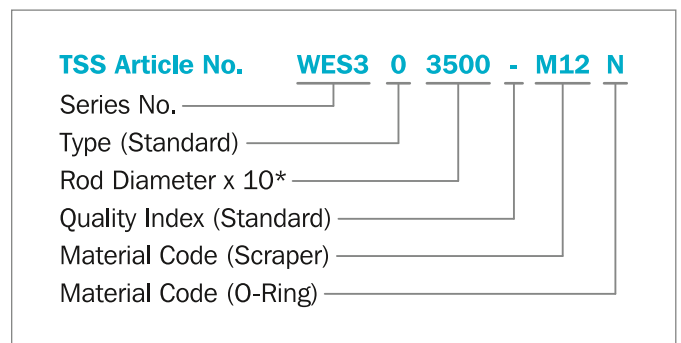 TSS Article No. WES3 0 3500 - M12 N
Series No.
Type (Standard)
Rod Diameter x 10*
Quality Index (Standard)
Material Code (Scraper)
Material Code (O-Ring)